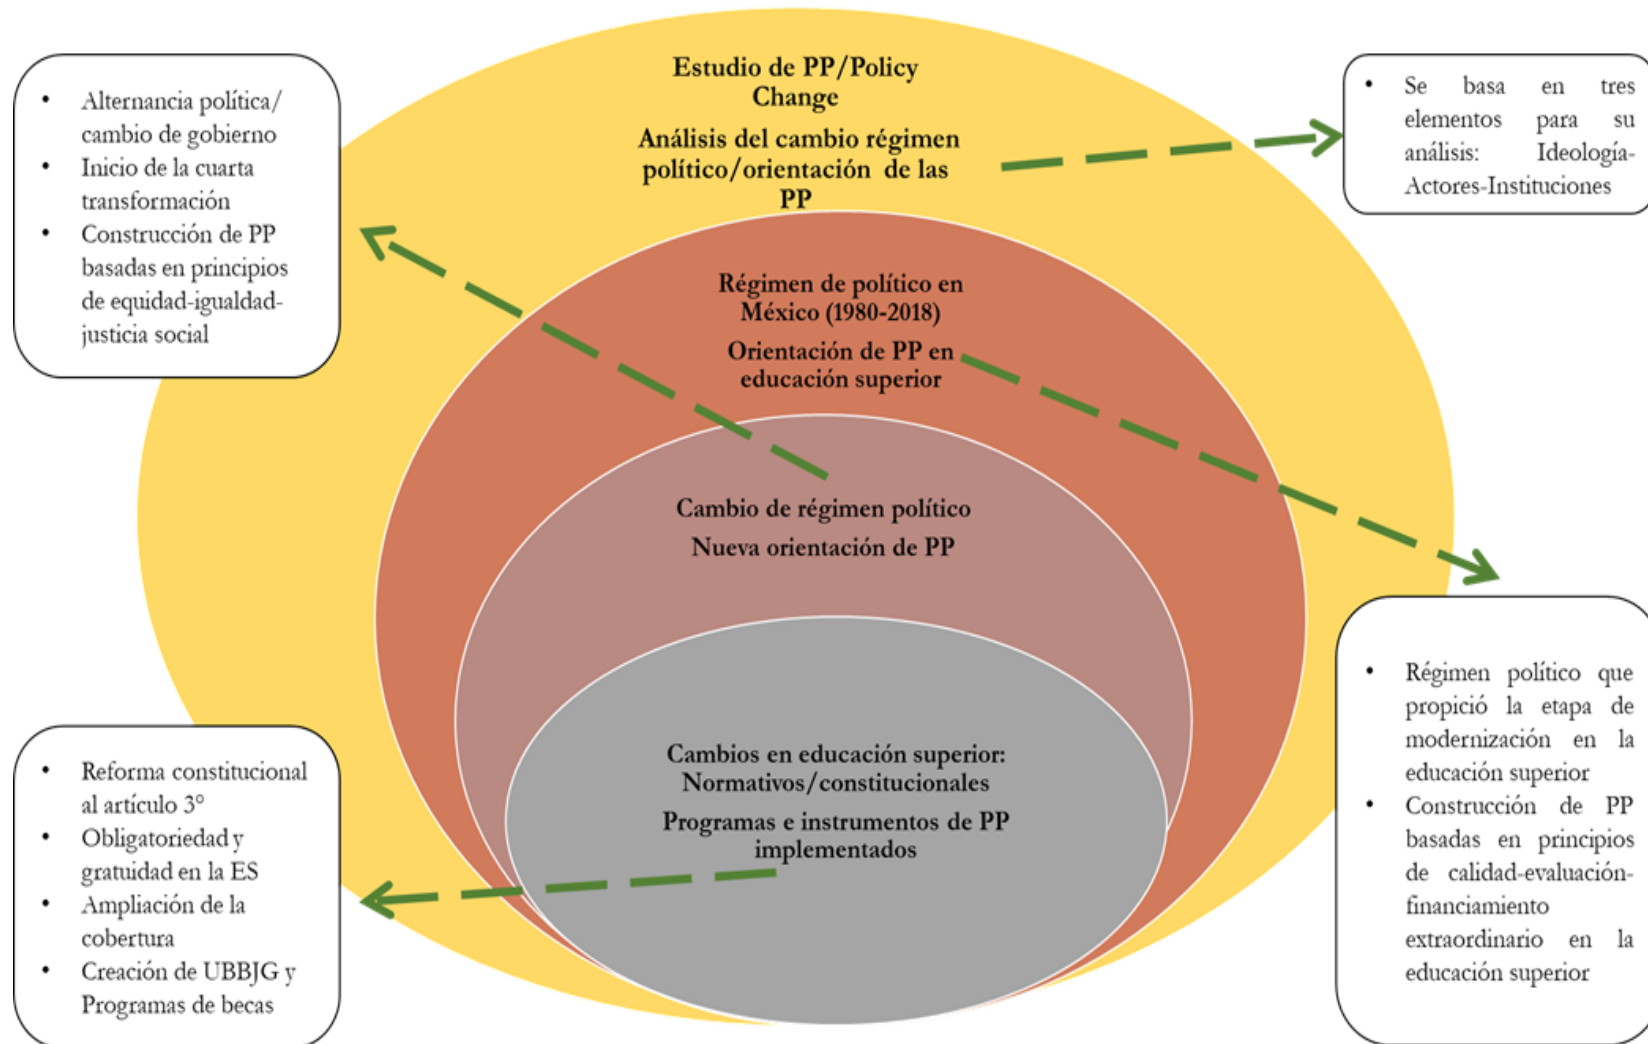 Estudio de PP/Policy
Change
Análisis del cambio régimen
político/orientación de las
PP
• Alternancia política/
cambio de gobierno
• Inicio de la cuarta
transformación
• Construcción de PP
basadas en principios
de equidad-igualdad-
justicia social
• Se basa en tres
elementos para su
análisis: Ideología-
Actores-Instituciones
Régimen de político en
México (1980-2018)
Orientación de PP en
educación superior
Cambio de régimen político
Nueva orientación de PP
Cambios en educación superior:
Normativos/constitucionales
Programas e instrumentos de PP
implementados
• Reforma constitucional
al artículo 3°
• Obligatoriedad y
gratuidad en la ES
• Ampliación de la
cobertura
• Creación de UBBJG y
Programas de becas
• Régimen político que
propició la etapa de
modernización en la
educación superior
• Construcción de PP
basadas en principios
de calidad-evaluación-
financiamiento
extraordinario en la
educación superior